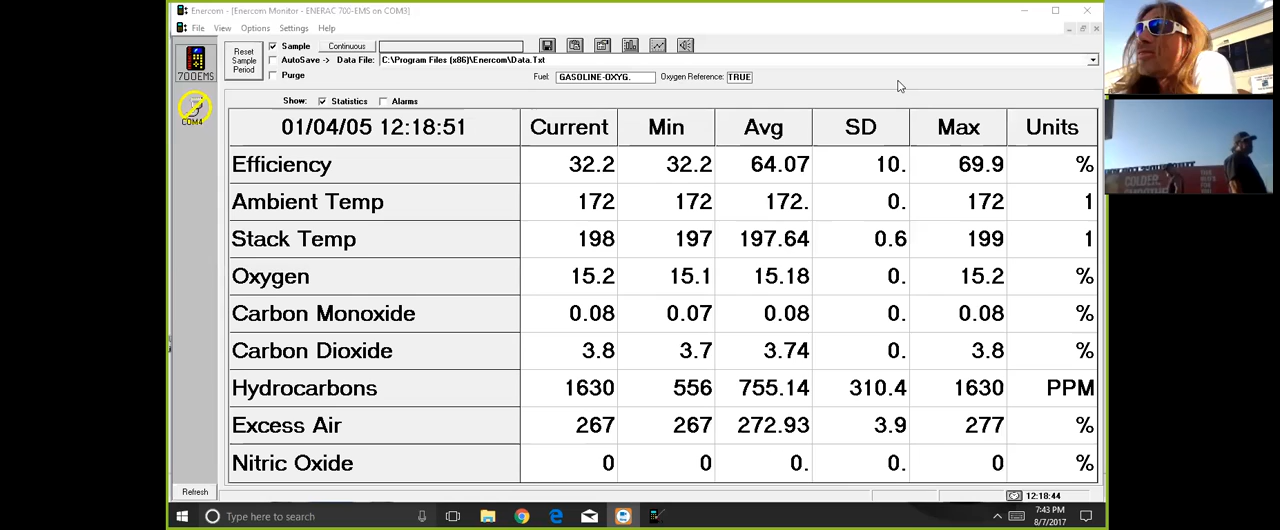 Enercom - [Enercom Monitor - ENERAC 700-EMS on COM3]
File View Options Settings Help
700EMS
COM4
Reset Sample Period
Sample Continuous
AutoSave -> Data File: C:\Program Files (x86)\Enercom\Data.Txt
Purge
Fuel: GASOLINE-OXYG. Oxygen Reference: TRUE
Show: Statistics Alarms
01/04/05 12:18:51 Current Min Avg SD Max Units
Efficiency 32.2 32.2 64.07 10. 69.9 %
Ambient Temp 172 172 172. 0. 172 1
Stack Temp 198 197 197.64 0.6 199 1
Oxygen 15.2 15.1 15.18 0. 15.2 %
Carbon Monoxide 0.08 0.07 0.08 0. 0.08 %
Carbon Dioxide 3.8 3.7 3.74 0. 3.8 %
Hydrocarbons 1630 556 755.14 310.4 1630 PPM
Excess Air 267 267 272.93 3.9 277 %
Nitric Oxide 0 0 0. 0. 0 %
Refresh
12:18:44
Type here to search
7:43 PM
8/7/2017
COLDER.